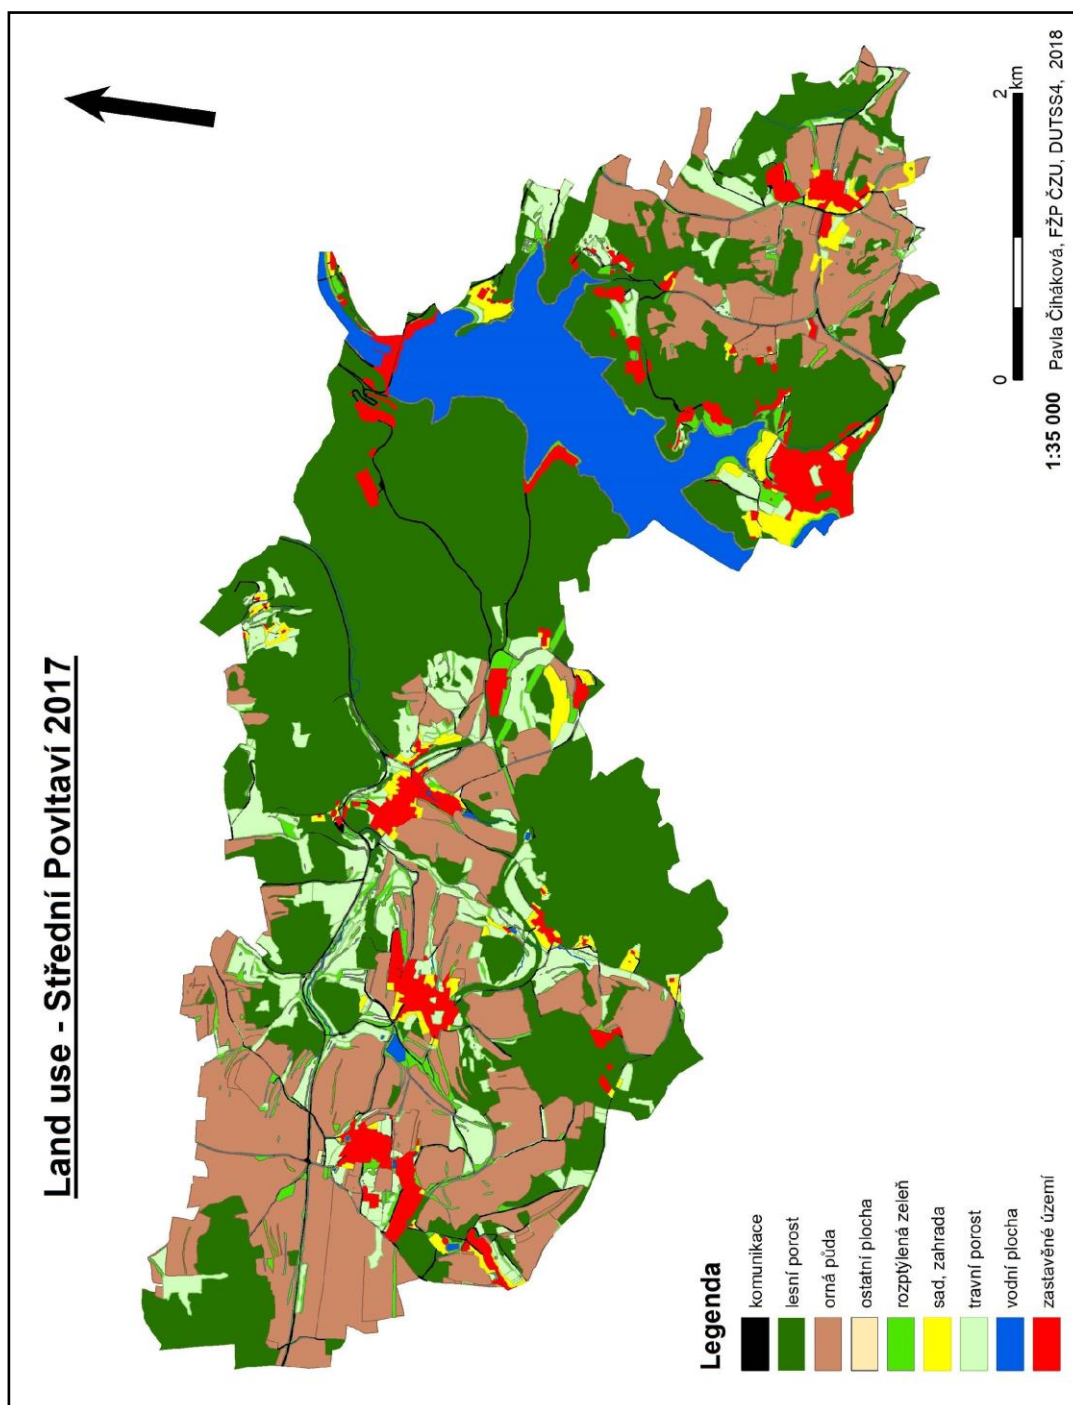 Land use - Střední Povltaví 2017
Legenda
komunikace
lesní porost
orná půda
ostatní plocha
rozptýlená zeleň
sad, zahrada
travní porost
vodní plocha
zastavěné území
0 2
km
1:35 000 Pavla Čiháková, FŽP ČZU, DUTSS4, 2018